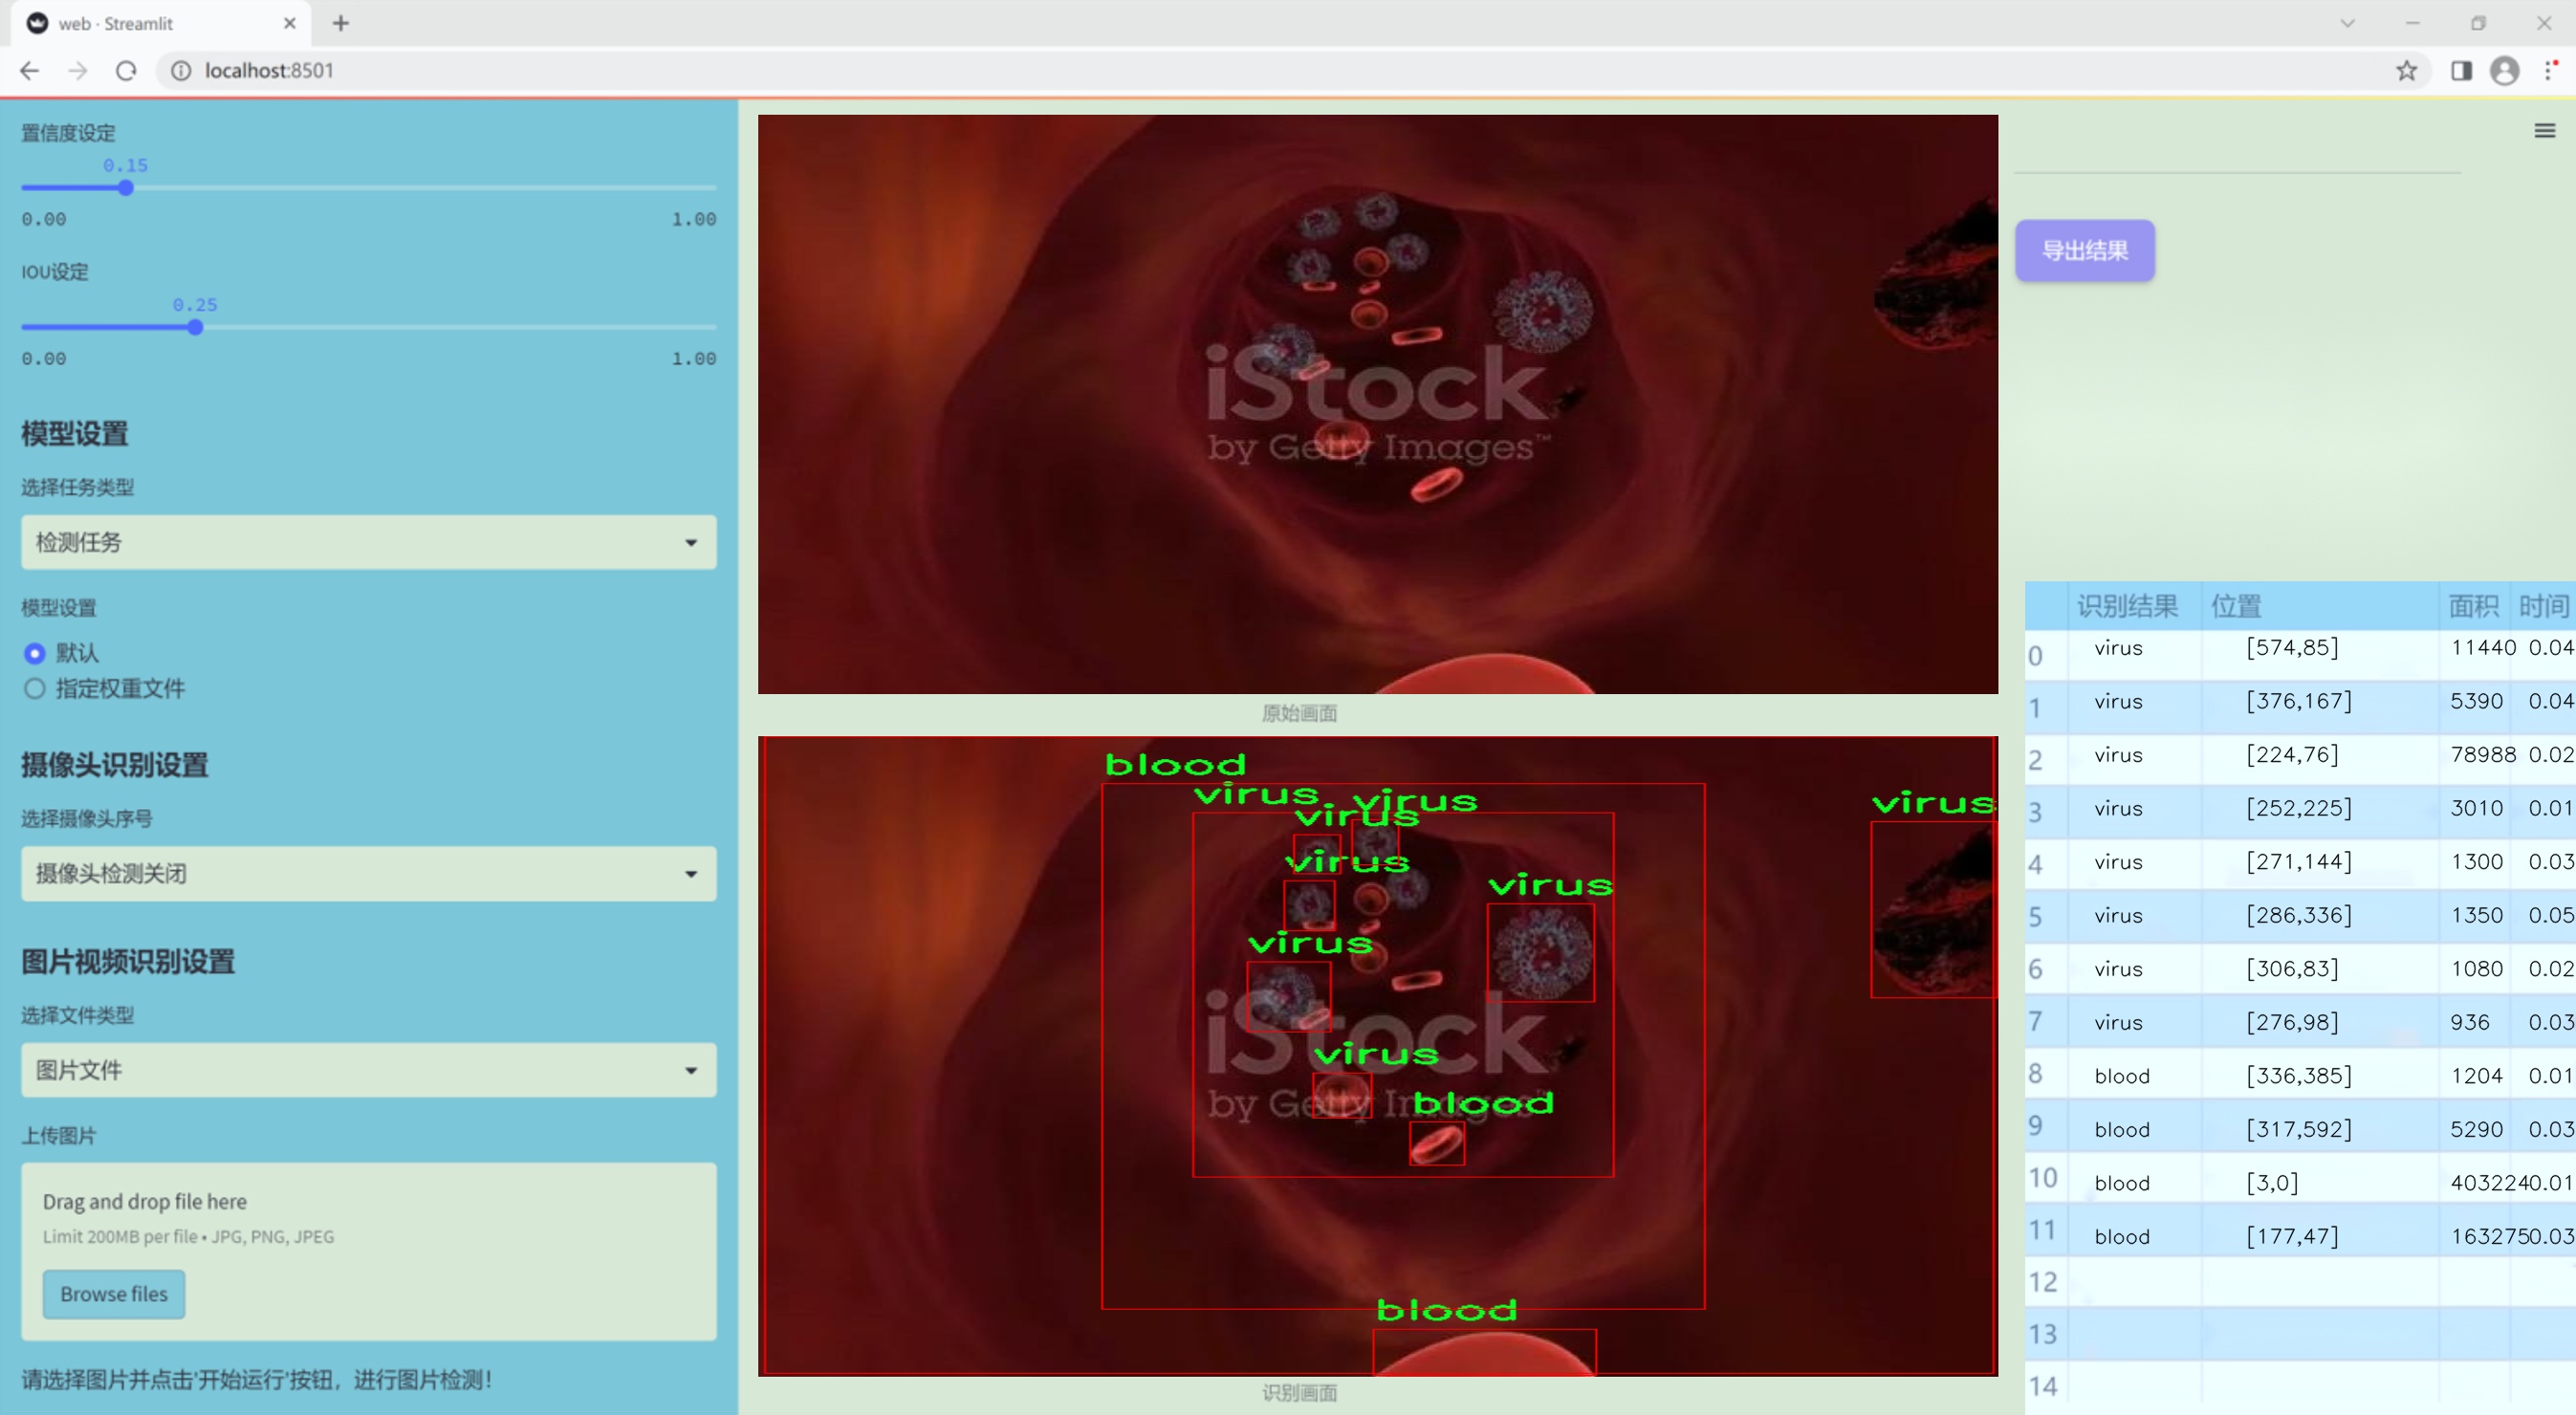 web · Streamlit
localhost:8501
置信度设定
0.15
0.00 1.00
IOU设定
0.25
0.00 1.00
模型设置
选择任务类型
检测任务
模型设置
默认
指定权重文件
摄像头识别设置
选择摄像头序号
摄像头检测关闭
图片视频识别设置
选择文件类型
图片文件
上传图片
Drag and drop file here
Limit 200MB per file • JPG, PNG, JPEG
Browse files
请选择图片并点击'开始运行'按钮，进行图片检测！
iStock
by Getty Images™
原始画面
blood
virus
virus
virus
virus
virus
virus
virus
iStock
virus
by Getty Images
blood
blood
识别画面
导出结果
识别结果 位置 面积 时间
0 virus [574,85] 11440 0.04
1 virus [376,167] 5390 0.04
2 virus [224,76] 78988 0.02
3 virus [252,225] 3010 0.01
4 virus [271,144] 1300 0.03
5 virus [286,336] 1350 0.05
6 virus [306,83] 1080 0.02
7 virus [276,98] 936 0.03
8 blood [336,385] 1204 0.01
9 blood [317,592] 5290 0.03
10 blood [3,0] 403224 0.01
11 blood [177,47] 163275 0.03
12
13
14